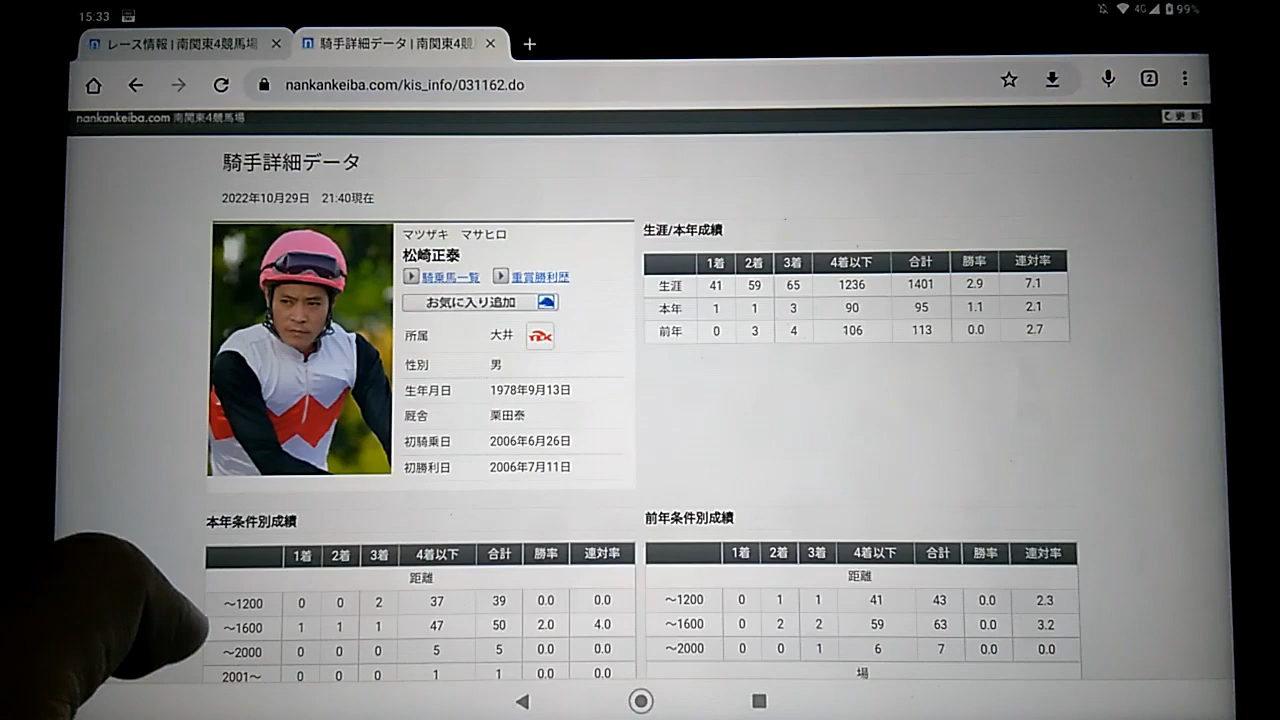 15:33
4G 99%
レース情報 | 南関東4競馬場
騎手詳細データ | 南関東4競
nankankeiba.com/kis_info/031162.do
2
nankankeiba.com 南関東4競馬場
更新
騎手詳細データ
2022年10月29日 21:40現在
マツザキ マサヒロ
松崎正泰
騎乗馬一覧 重賞勝利歴
お気に入り追加
所属 大井 TCK
性別 男
生年月日 1978年9月13日
厩舎 栗田泰
初騎乗日 2006年6月26日
初勝利日 2006年7月11日
生涯/本年成績
1着 2着 3着 4着以下 合計 勝率 連対率
生涯 41 59 65 1236 1401 2.9 7.1
本年 1 1 3 90 95 1.1 2.1
前年 0 3 4 106 113 0.0 2.7
本年条件別成績
1着 2着 3着 4着以下 合計 勝率 連対率
距離
～1200 0 0 2 37 39 0.0 0.0
～1600 1 1 1 47 50 2.0 4.0
～2000 0 0 0 5 5 0.0 0.0
2001～ 0 0 0 1 1 0.0 0.0
前年条件別成績
1着 2着 3着 4着以下 合計 勝率 連対率
距離
～1200 0 1 1 41 43 0.0 2.3
～1600 0 2 2 59 63 0.0 3.2
～2000 0 0 1 6 7 0.0 0.0
場